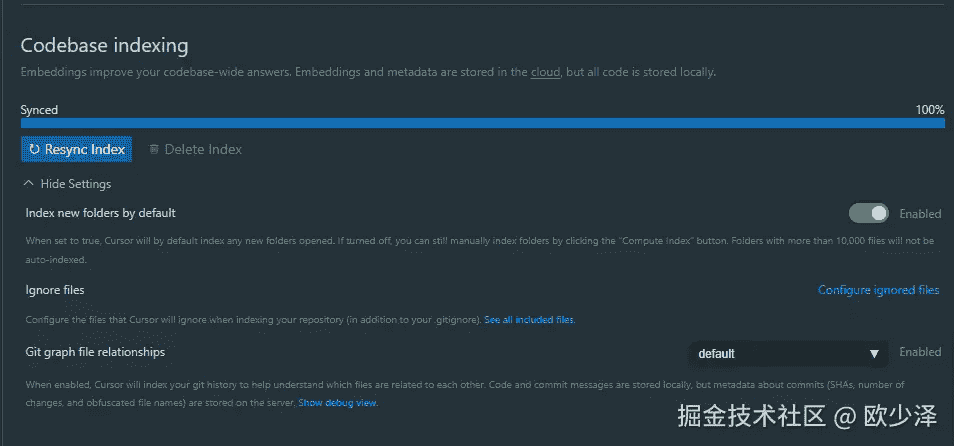 Codebase indexing
Embeddings improve your codebase-wide answers. Embeddings and metadata are stored in the cloud, but all code is stored locally.
Synced 100%
Resync Index Delete Index
Hide Settings
Index new folders by default Enabled
When set to true, Cursor will by default index any new folders opened. If turned off, you can still manually index folders by clicking the "Compute Index" button. Folders with more than 10,000 files will not be
auto-indexed.
Ignore files Configure ignored files
Configure the files that Cursor will ignore when indexing your repository (in addition to your .gitignore). See all included files.
Git graph file relationships default Enabled
When enabled, Cursor will index your git history to help understand which files are related to each other. Code and commit messages are stored locally, but metadata about commits (SHAs, number of
changes, and obfuscated file names) are stored on the server. Show debug view.
掘金技术社区 @ 欧少泽